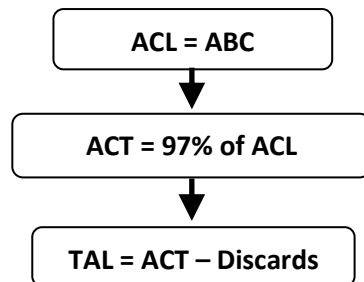 ACL = ABC
ACT = 97% of ACL
TAL = ACT – Discards